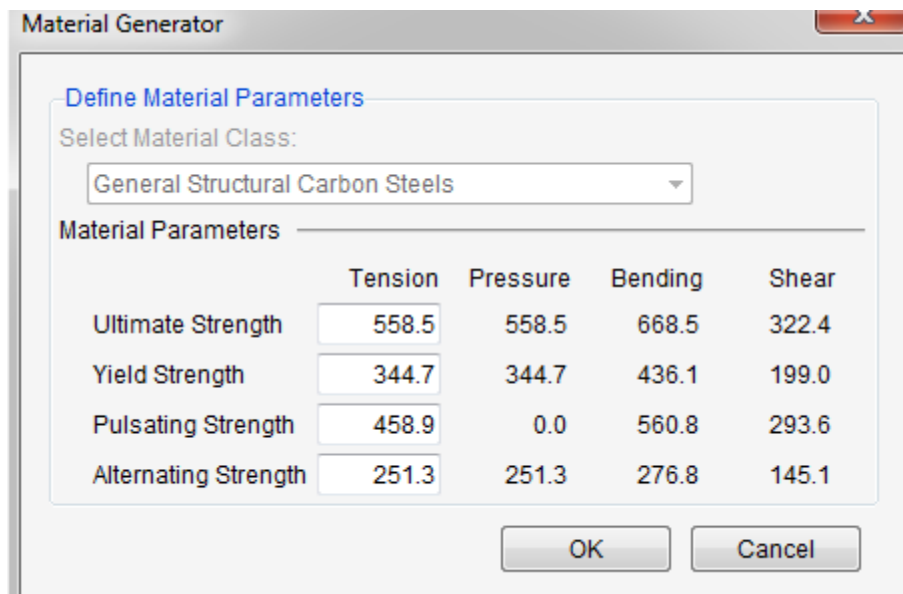 Material Generator
Define Material Parameters
Select Material Class:
General Structural Carbon Steels
Material Parameters
Tension Pressure Bending Shear
Ultimate Strength 558.5 558.5 668.5 322.4
Yield Strength 344.7 344.7 436.1 199.0
Pulsating Strength 458.9 0.0 560.8 293.6
Alternating Strength 251.3 251.3 276.8 145.1
OK Cancel